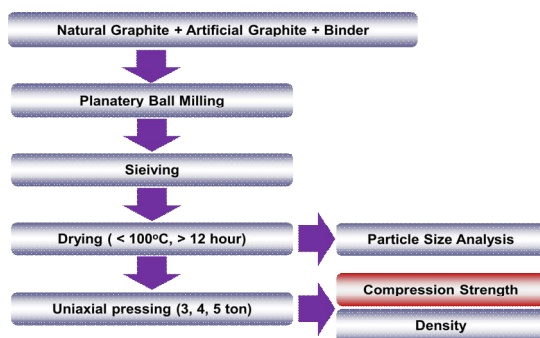 Natural Graphite + Artificial Graphite + Binder
Planatery Ball Milling
Sieiving
Drying ( < 100°C, > 12 hour)
Particle Size Analysis
Compression Strength
Uniaxial pressing (3, 4, 5 ton)
Density